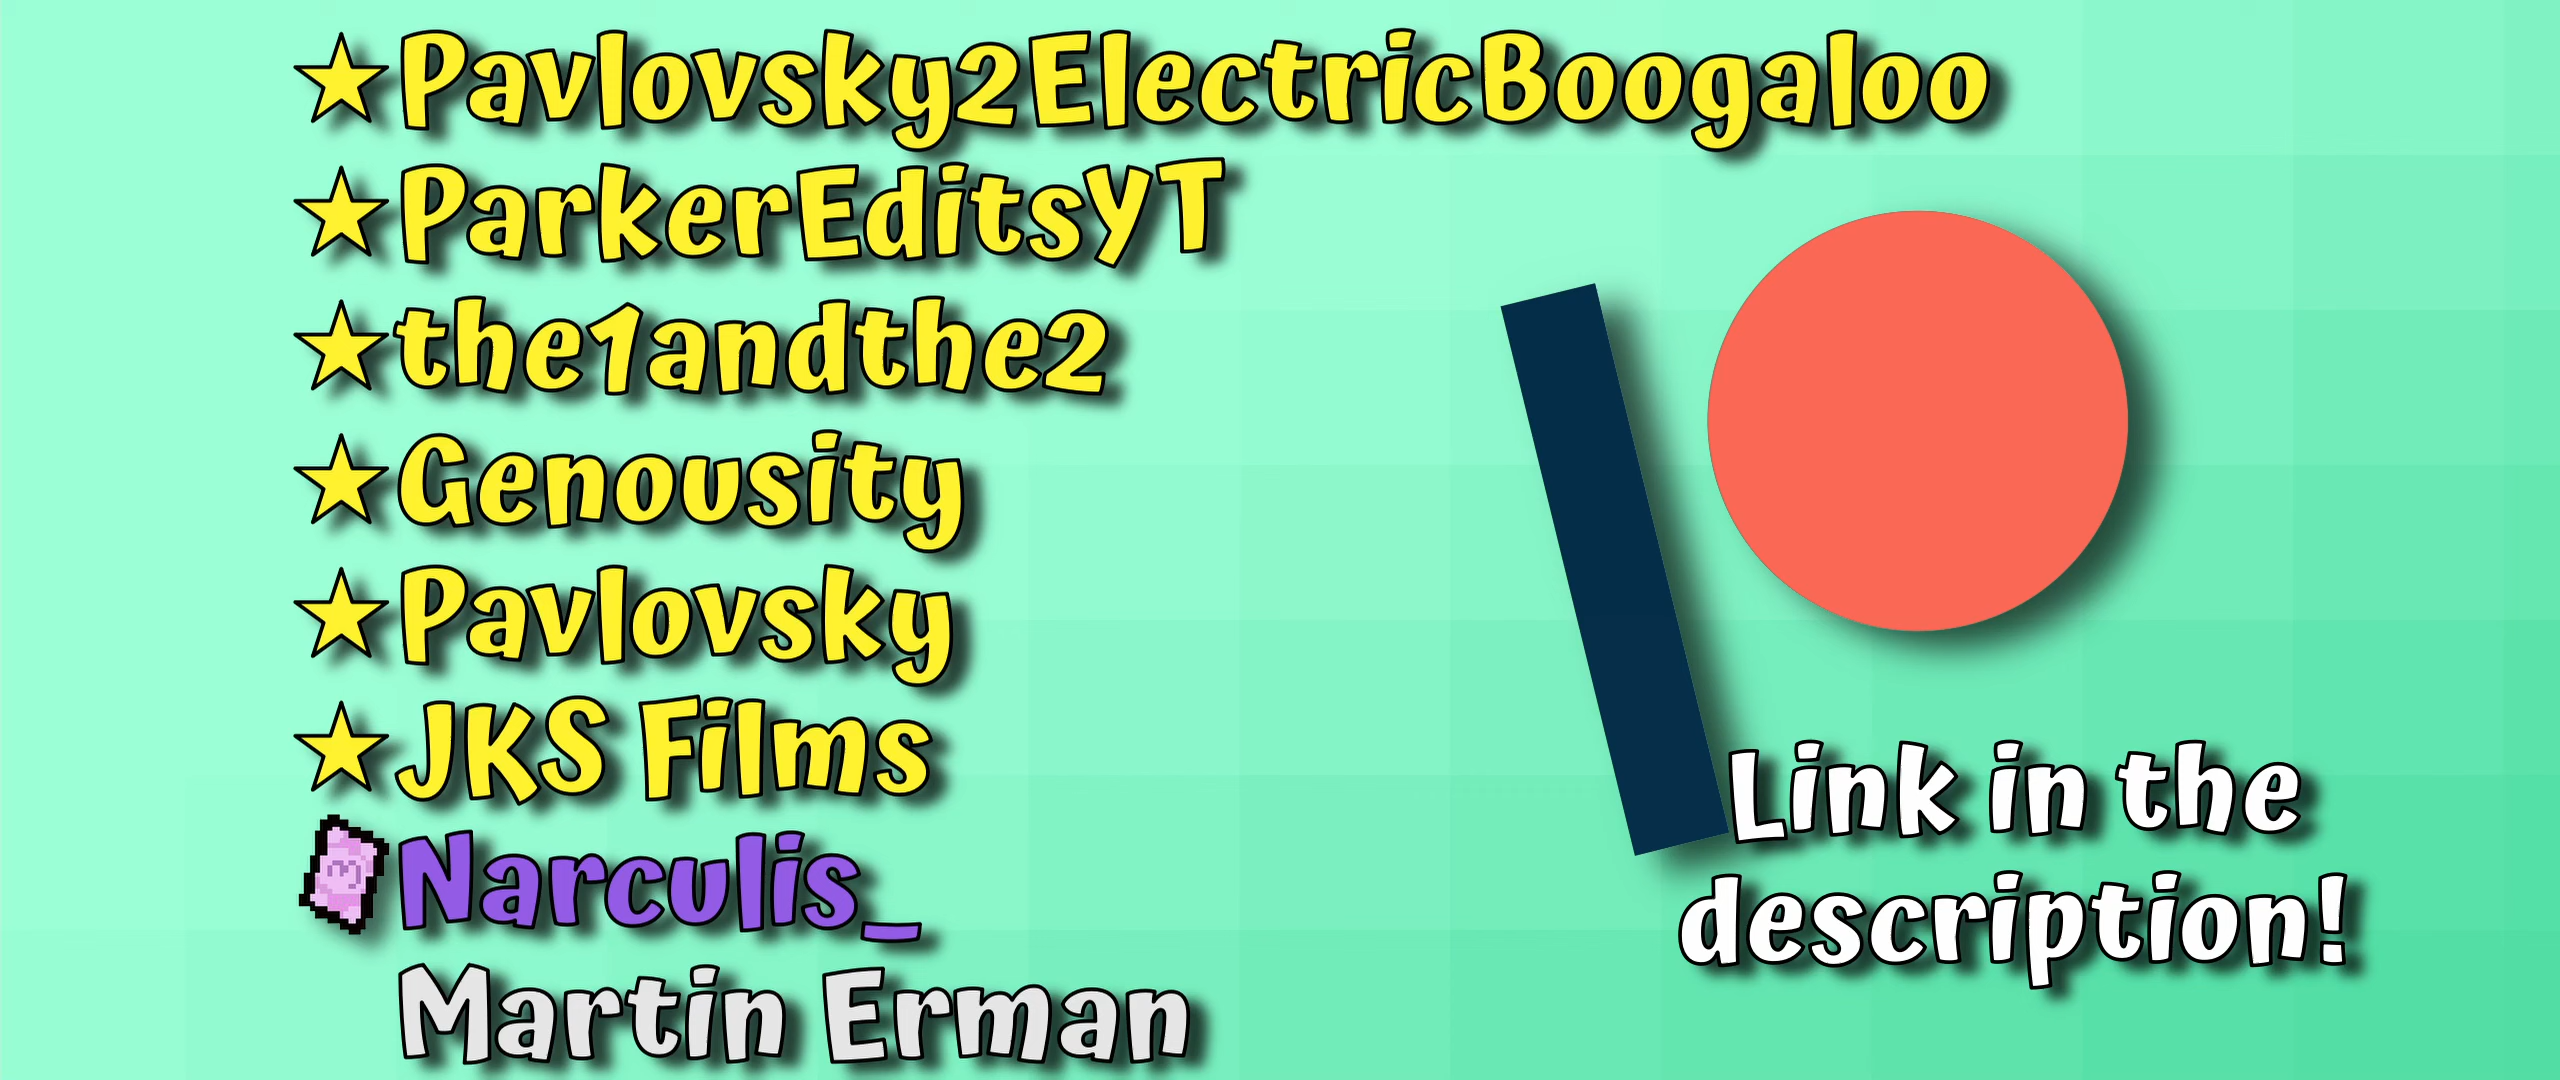 ★Pavlovsky2ElectricBoogaloo
★ParkerEditsYT
★the1andthe2
★Genousity
★Pavlovsky
★JKS Films
Narculis_
Martin Erman
Link in the
description!